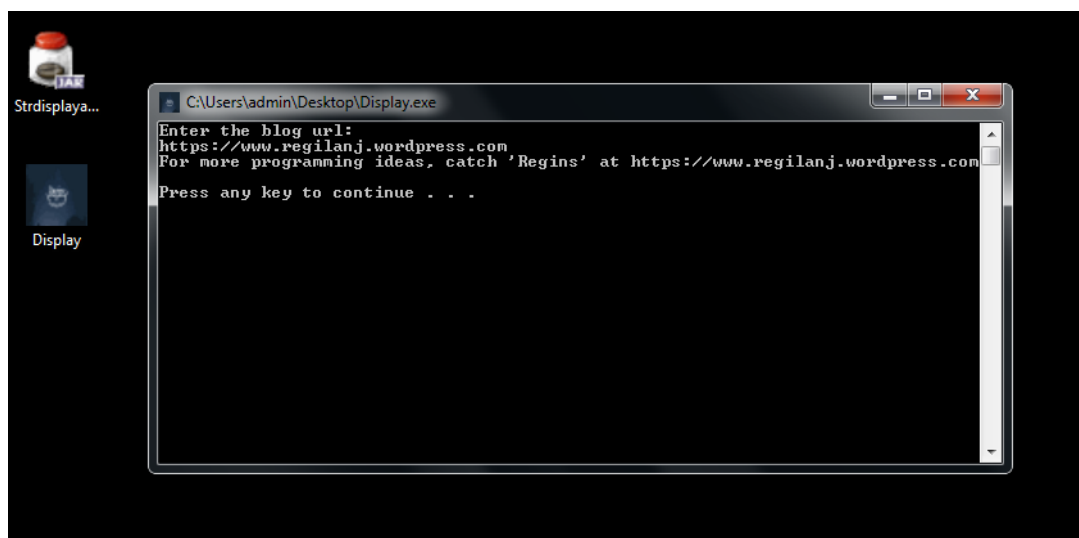 JAR
Strdisplaya...
Display
C:\Users\admin\Desktop\Display.exe
Enter the blog url:
https://www.regilanj.wordpress.com
For more programming ideas, catch 'Regins' at https://www.regilanj.wordpress.com
Press any key to continue . . .